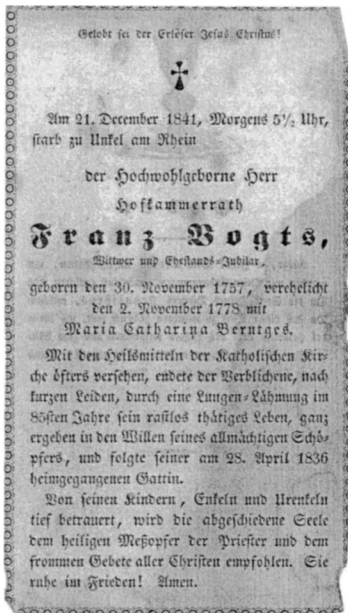 Gelobt sei der Erlöser Jesus Christus!
Am 21. December 1841, Morgens 5½ Uhr,
starb zu Unkel am Rhein
der Hochwohlgeborne Herr
Hofkammerrath
Franz Vogts,
Wittwer und Ehestands-Jubilar,
geboren den 30. November 1757, verehelicht
den 2. November 1778 mit
Maria Catharina Berntges.
Mit den Heilsmitteln der Katholischen Kir-
che öfters versehen, endete der Verblichene, nach
kurzen Leiden, durch eine Lungen-Lähmung im
85sten Jahre sein rastlos thätiges Leben, ganz
ergeben in den Willen seines allmächtigen Schö-
pfers, und folgte seiner am 28. April 1836
heimgegangenen Gattin.
Von seinen Kindern, Enkeln und Urenkeln
tief betrauert, wird die abgeschiedene Seele
dem heiligen Meßopfer der Priester und dem
frommen Gebete aller Christen empfohlen. Sie
ruhe im Frieden! Amen.